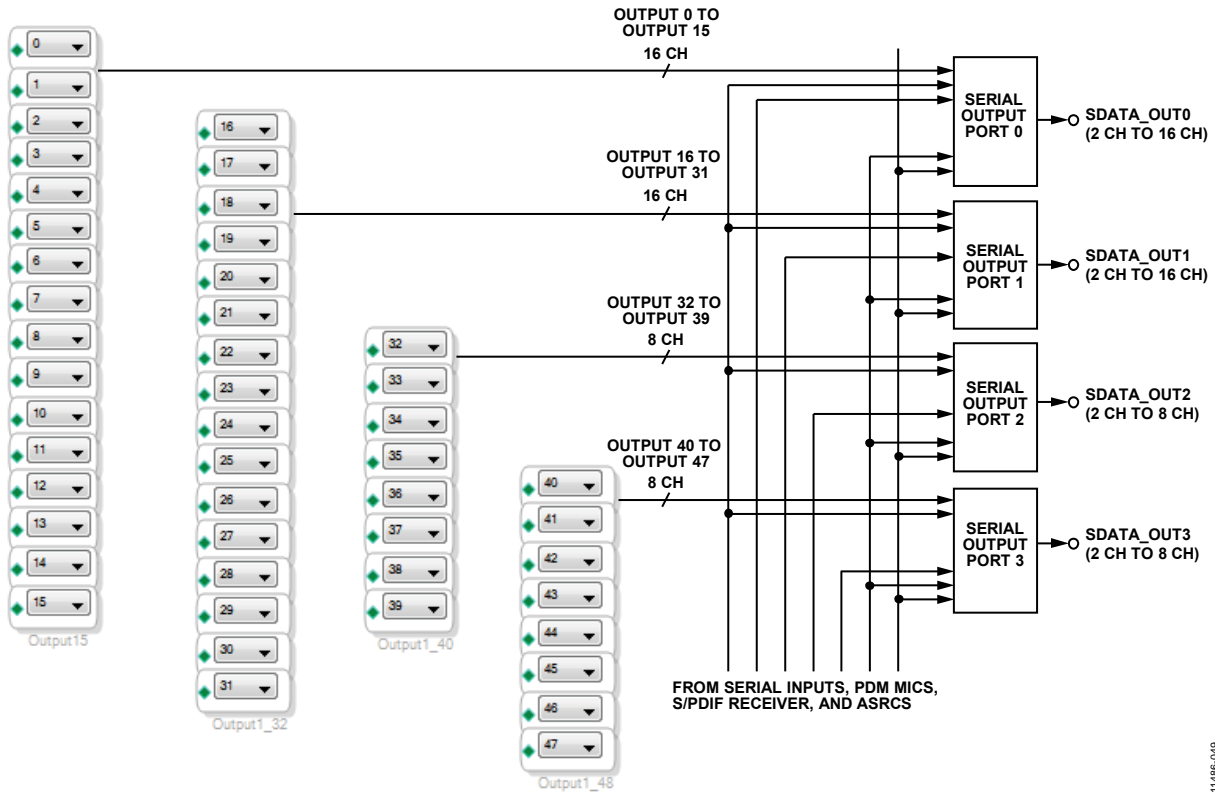 0
1
2
3
4
5
6
7
8
9
10
11
12
13
14
15
Output15
16
17
18
19
20
21
22
23
24
25
26
27
28
29
30
31
Output1_32
32
33
34
35
36
37
38
39
Output1_40
40
41
42
43
44
45
46
47
Output1_48
OUTPUT 0 TO
OUTPUT 15
16 CH
OUTPUT 16 TO
OUTPUT 31
16 CH
OUTPUT 32 TO
OUTPUT 39
8 CH
OUTPUT 40 TO
OUTPUT 47
8 CH
SERIAL
OUTPUT
PORT 0
SDATA_OUT0
(2 CH TO 16 CH)
SERIAL
OUTPUT
PORT 1
SDATA_OUT1
(2 CH TO 16 CH)
SERIAL
OUTPUT
PORT 2
SDATA_OUT2
(2 CH TO 8 CH)
SERIAL
OUTPUT
PORT 3
SDATA_OUT3
(2 CH TO 8 CH)
FROM SERIAL INPUTS, PDM MICS,
S/PDIF RECEIVER, AND ASRCS
11486-049